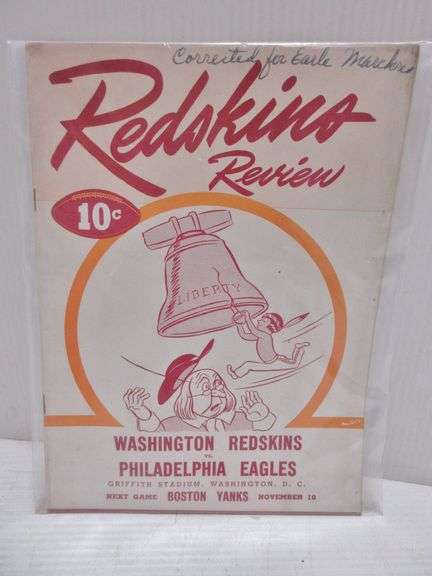 Corrected for Earle Marckres
Redskins
Review
10c
LIBERTY
WASHINGTON REDSKINS
vs.
PHILADELPHIA EAGLES
GRIFFITH STADIUM, WASHINGTON, D. C.
NEXT GAME BOSTON YANKS NOVEMBER 10